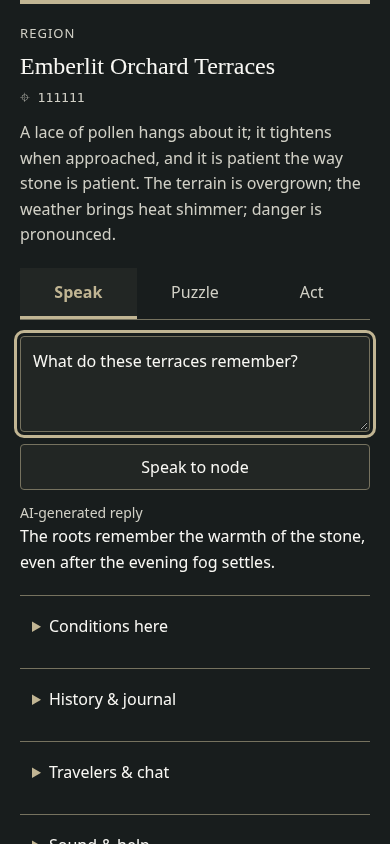 REGION
Emberlit Orchard Terraces
⌖ 111111
A lace of pollen hangs about it; it tightens
when approached, and it is patient the way
stone is patient. The terrain is overgrown; the
weather brings heat shimmer; danger is
pronounced.
Speak
Puzzle
Act
What do these terraces remember?
Speak to node
AI-generated reply
The roots remember the warmth of the stone,
even after the evening fog settles.
Conditions here
History & journal
Travelers & chat
Sound & help